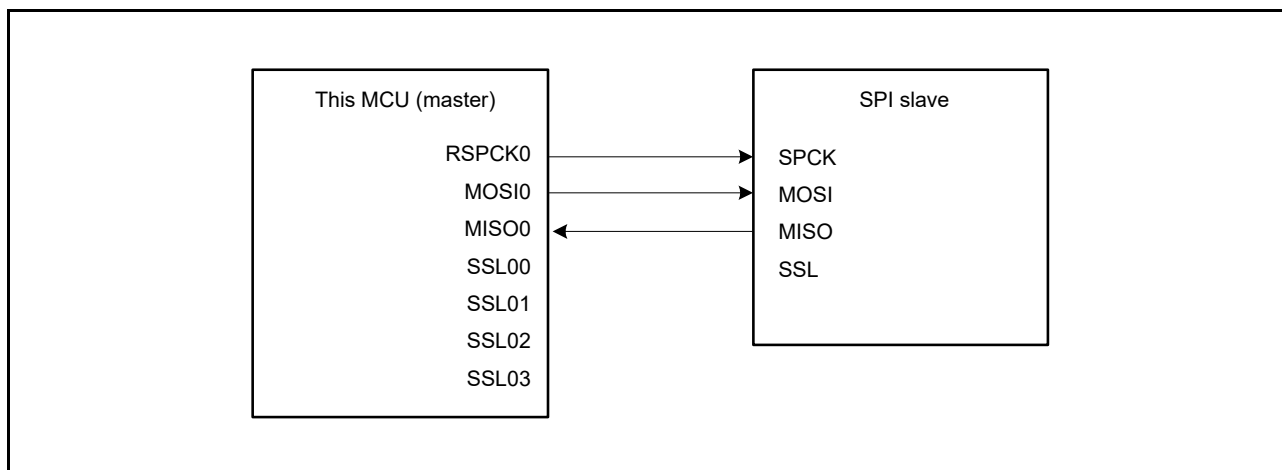 This MCU (master)
RSPCK0
MOSI0
MISO0
SSL00
SSL01
SSL02
SSL03
SPI slave
SPCK
MOSI
MISO
SSL